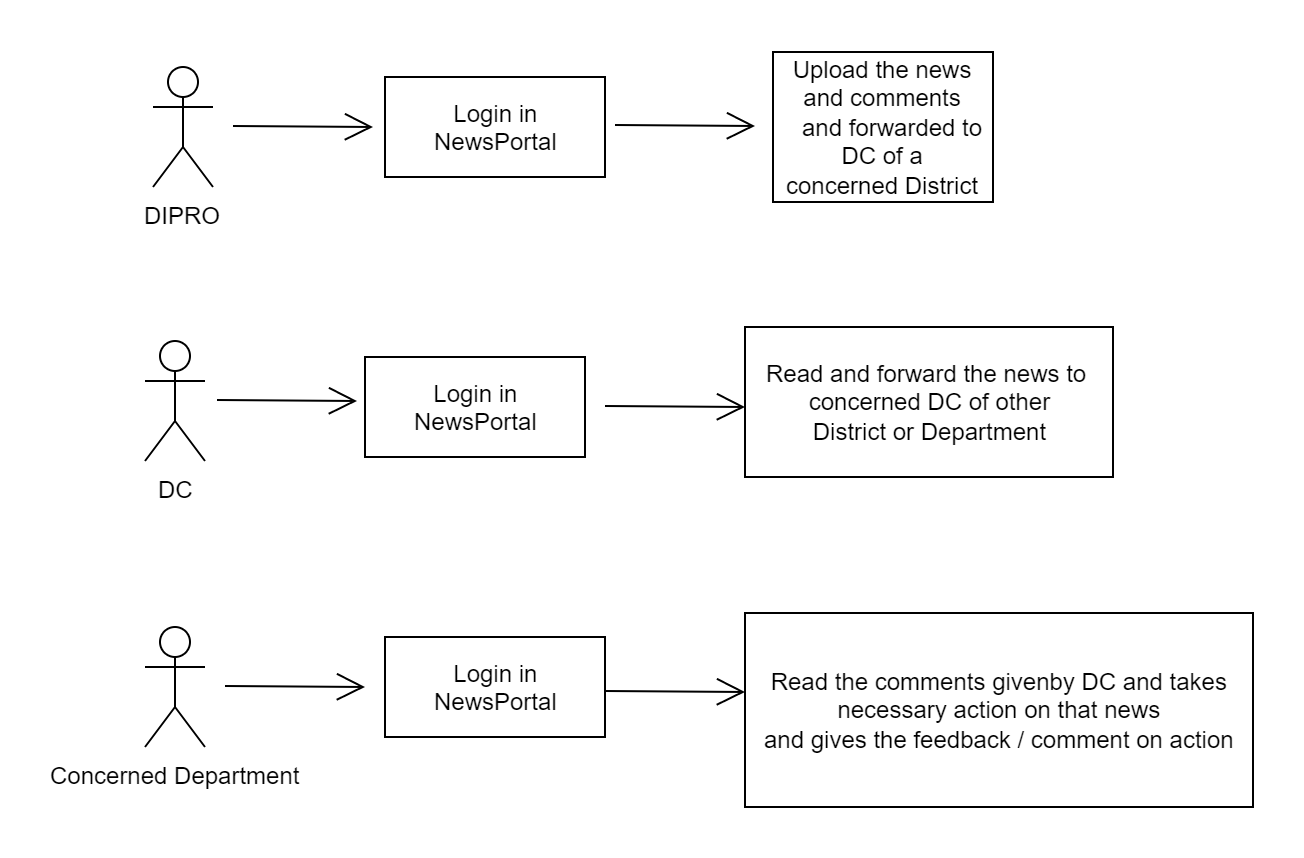 Login in
NewsPortal
Upload the news
and comments
and forwarded to
DC of a
concerned District
DIPRO
Login in
NewsPortal
Read and forward the news to
concerned DC of other
District or Department
DC
Login in
NewsPortal
Read the comments givenby DC and takes
necessary action on that news
and gives the feedback / comment on action
Concerned Department